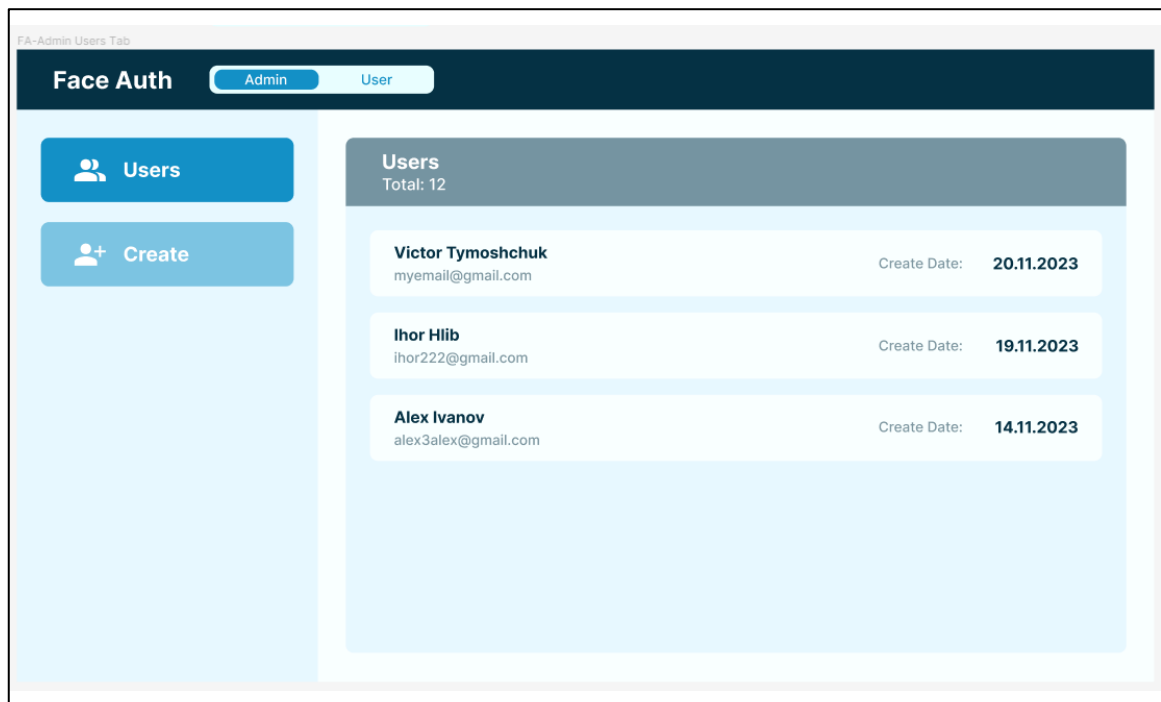 FA-Admin Users Tab
Face Auth
Admin
User
Users
Create
Users
Total: 12
Victor Tymoshchuk
myemail@gmail.com
Create Date: 20.11.2023
Ihor Hlib
ihor222@gmail.com
Create Date: 19.11.2023
Alex Ivanov
alex3alex@gmail.com
Create Date: 14.11.2023